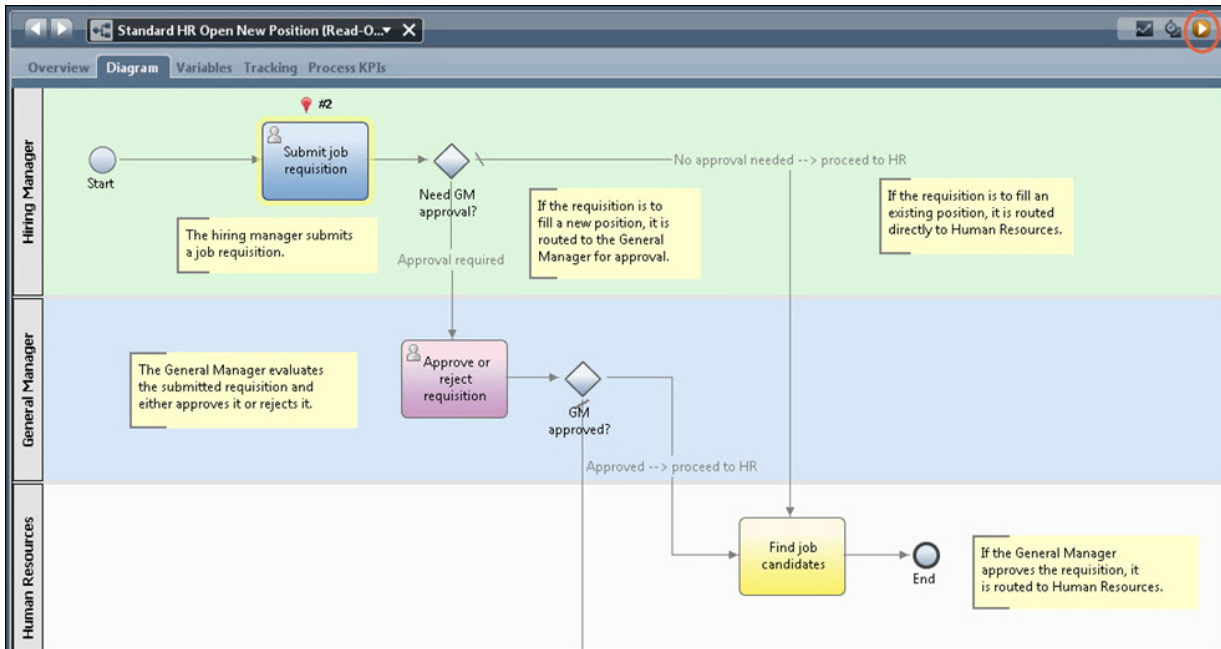 Standard HR Open New Position (Read-O...
Overview Diagram Variables Tracking Process KPIs
Hiring Manager
#2
Start
Submit job
requisition
Need GM
approval?
No approval needed --> proceed to HR
The hiring manager submits
a job requisition.
If the requisition is to
fill a new position, it is
routed to the General
Manager for approval.
If the requisition is to fill an
existing position, it is routed
directly to Human Resources.
Approval required
General Manager
The General Manager evaluates
the submitted requisition and
either approves it or rejects it.
Approve or
reject
requisition
GM
approved?
Approved --> proceed to HR
Human Resources
Find job
candidates
End
If the General Manager
approves the requisition, it
is routed to Human Resources.